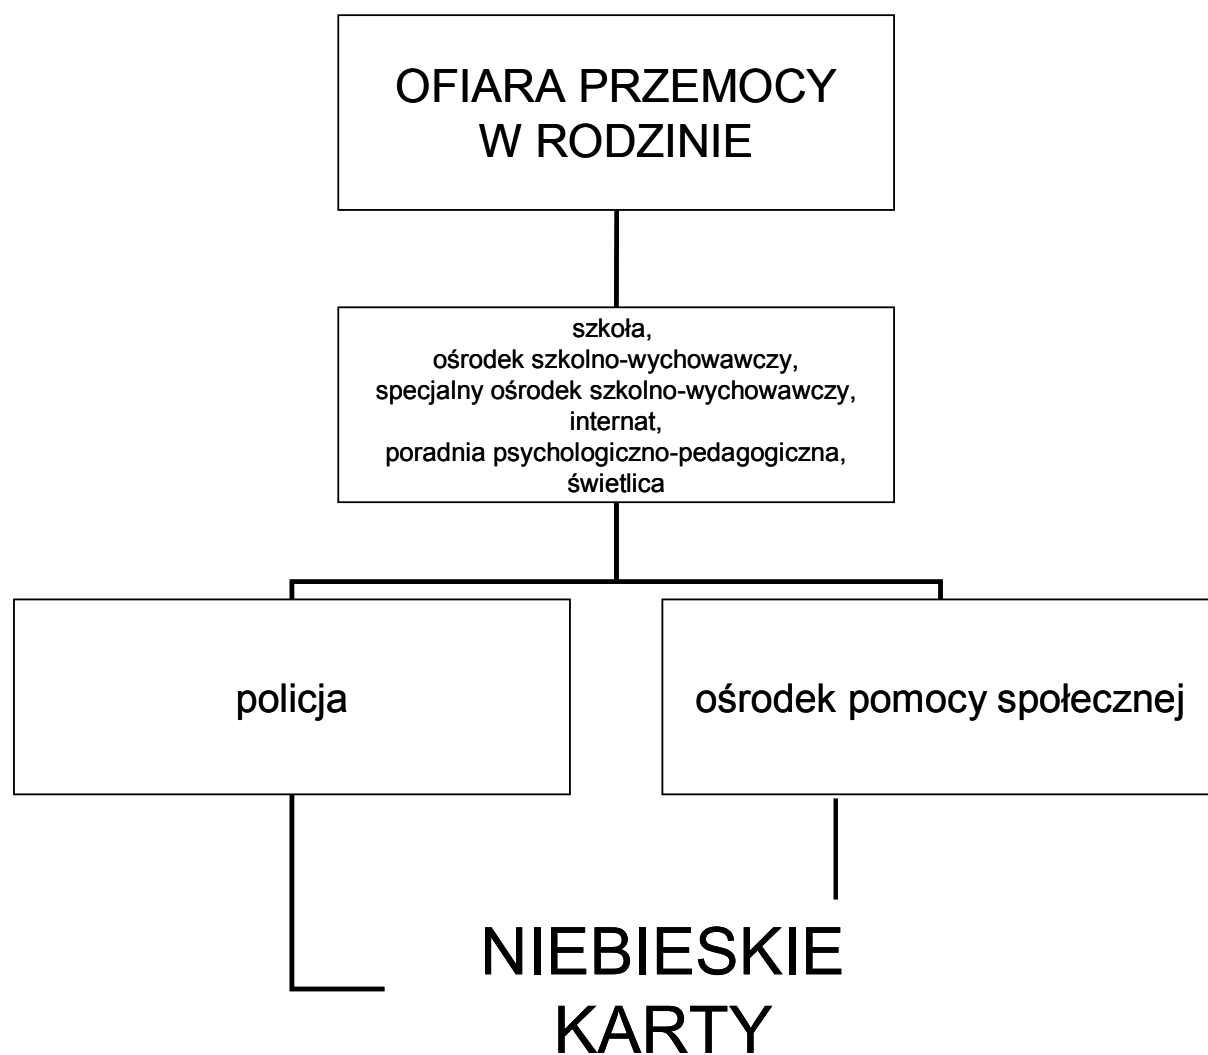 OFIARA PRZEMOCY
W RODZINIE
szkoła,
ośrodek szkolno-wychowawczy,
specjalny ośrodek szkolno-wychowawczy,
internat,
poradnia psychologiczno-pedagogiczna,
świetlica
policja
ośrodek pomocy społecznej
NIEBIESKIE
KARTY